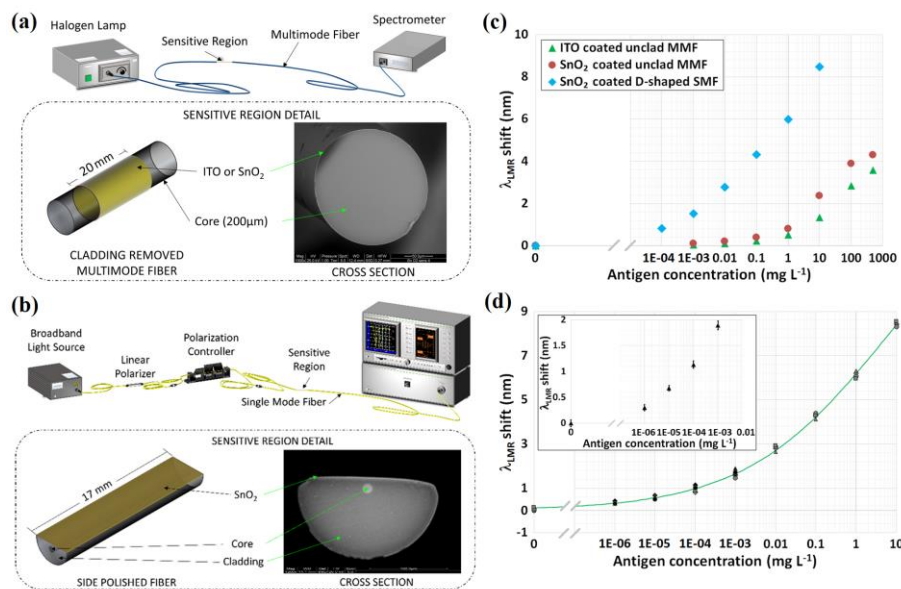 (a)
Halogen Lamp
Sensitive
Region
Multimode
Fiber
Spectrometer
SENSITIVE REGION DETAIL
20 mm
ITO or SnO₂
Core (200µm)
CLADDING REMOVED
MULTIMODE FIBER
CROSS SECTION
(b)
Broadband
Light Source
Linear
Polarizer
Polarization
Controller
Sensitive
Region
Single Mode Fiber
SENSITIVE REGION DETAIL
17 mm
SnO₂
Core
Cladding
SIDE POLISHED FIBER
CROSS SECTION
(c)
ITO coated unclad MMF
SnO₂ coated unclad MMF
SnO₂ coated D-shaped SMF
λLMR shift (nm)
10
8
6
4
2
0
0 1E-04 1E-03 0.01 0.1 1 10 100 5000
Antigen concentration (mg L⁻¹)
(d)
λLMR shift (nm)
9
7
5
3
1
0
-1
0 1E-06 1E-05 1E-04 1E-03 0.01 0.1 1 10
Antigen concentration (mg L⁻¹)
λLMR shift (nm)
2
1.5
1
0.5
0
0 1E-06 1E-05 1E-04 1E-03 0.01
Antigen concentration (mg L⁻¹)